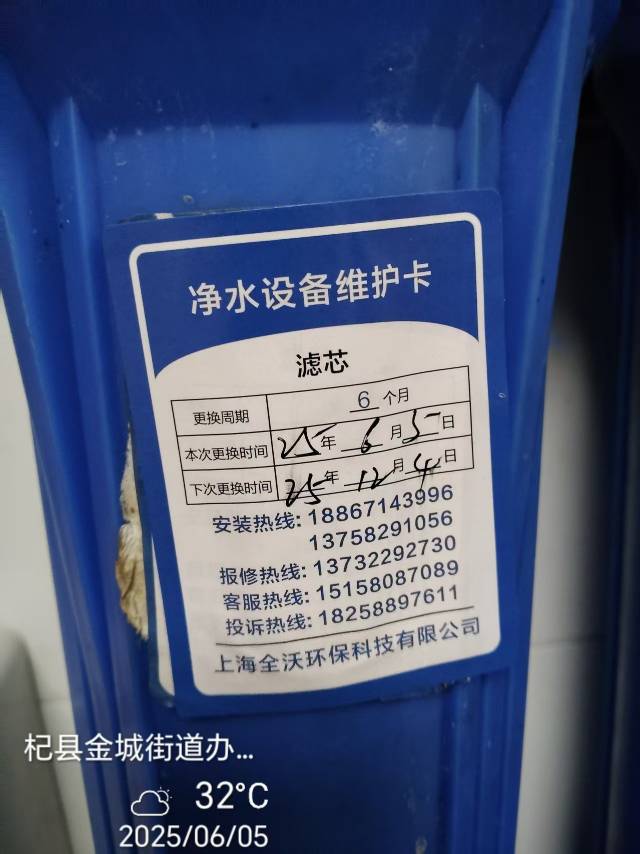 净水设备维护卡
滤芯
更换周期 6 个月
本次更换时间 25年 6月5日
下次更换时间 25年 12月4日
安装热线: 18867143996
13758291056
报修热线: 13732292730
客服热线: 15158087089
投诉热线: 18258897611
上海全沃环保科技有限公司
杞县金城街道办...
32°C
2025/06/05